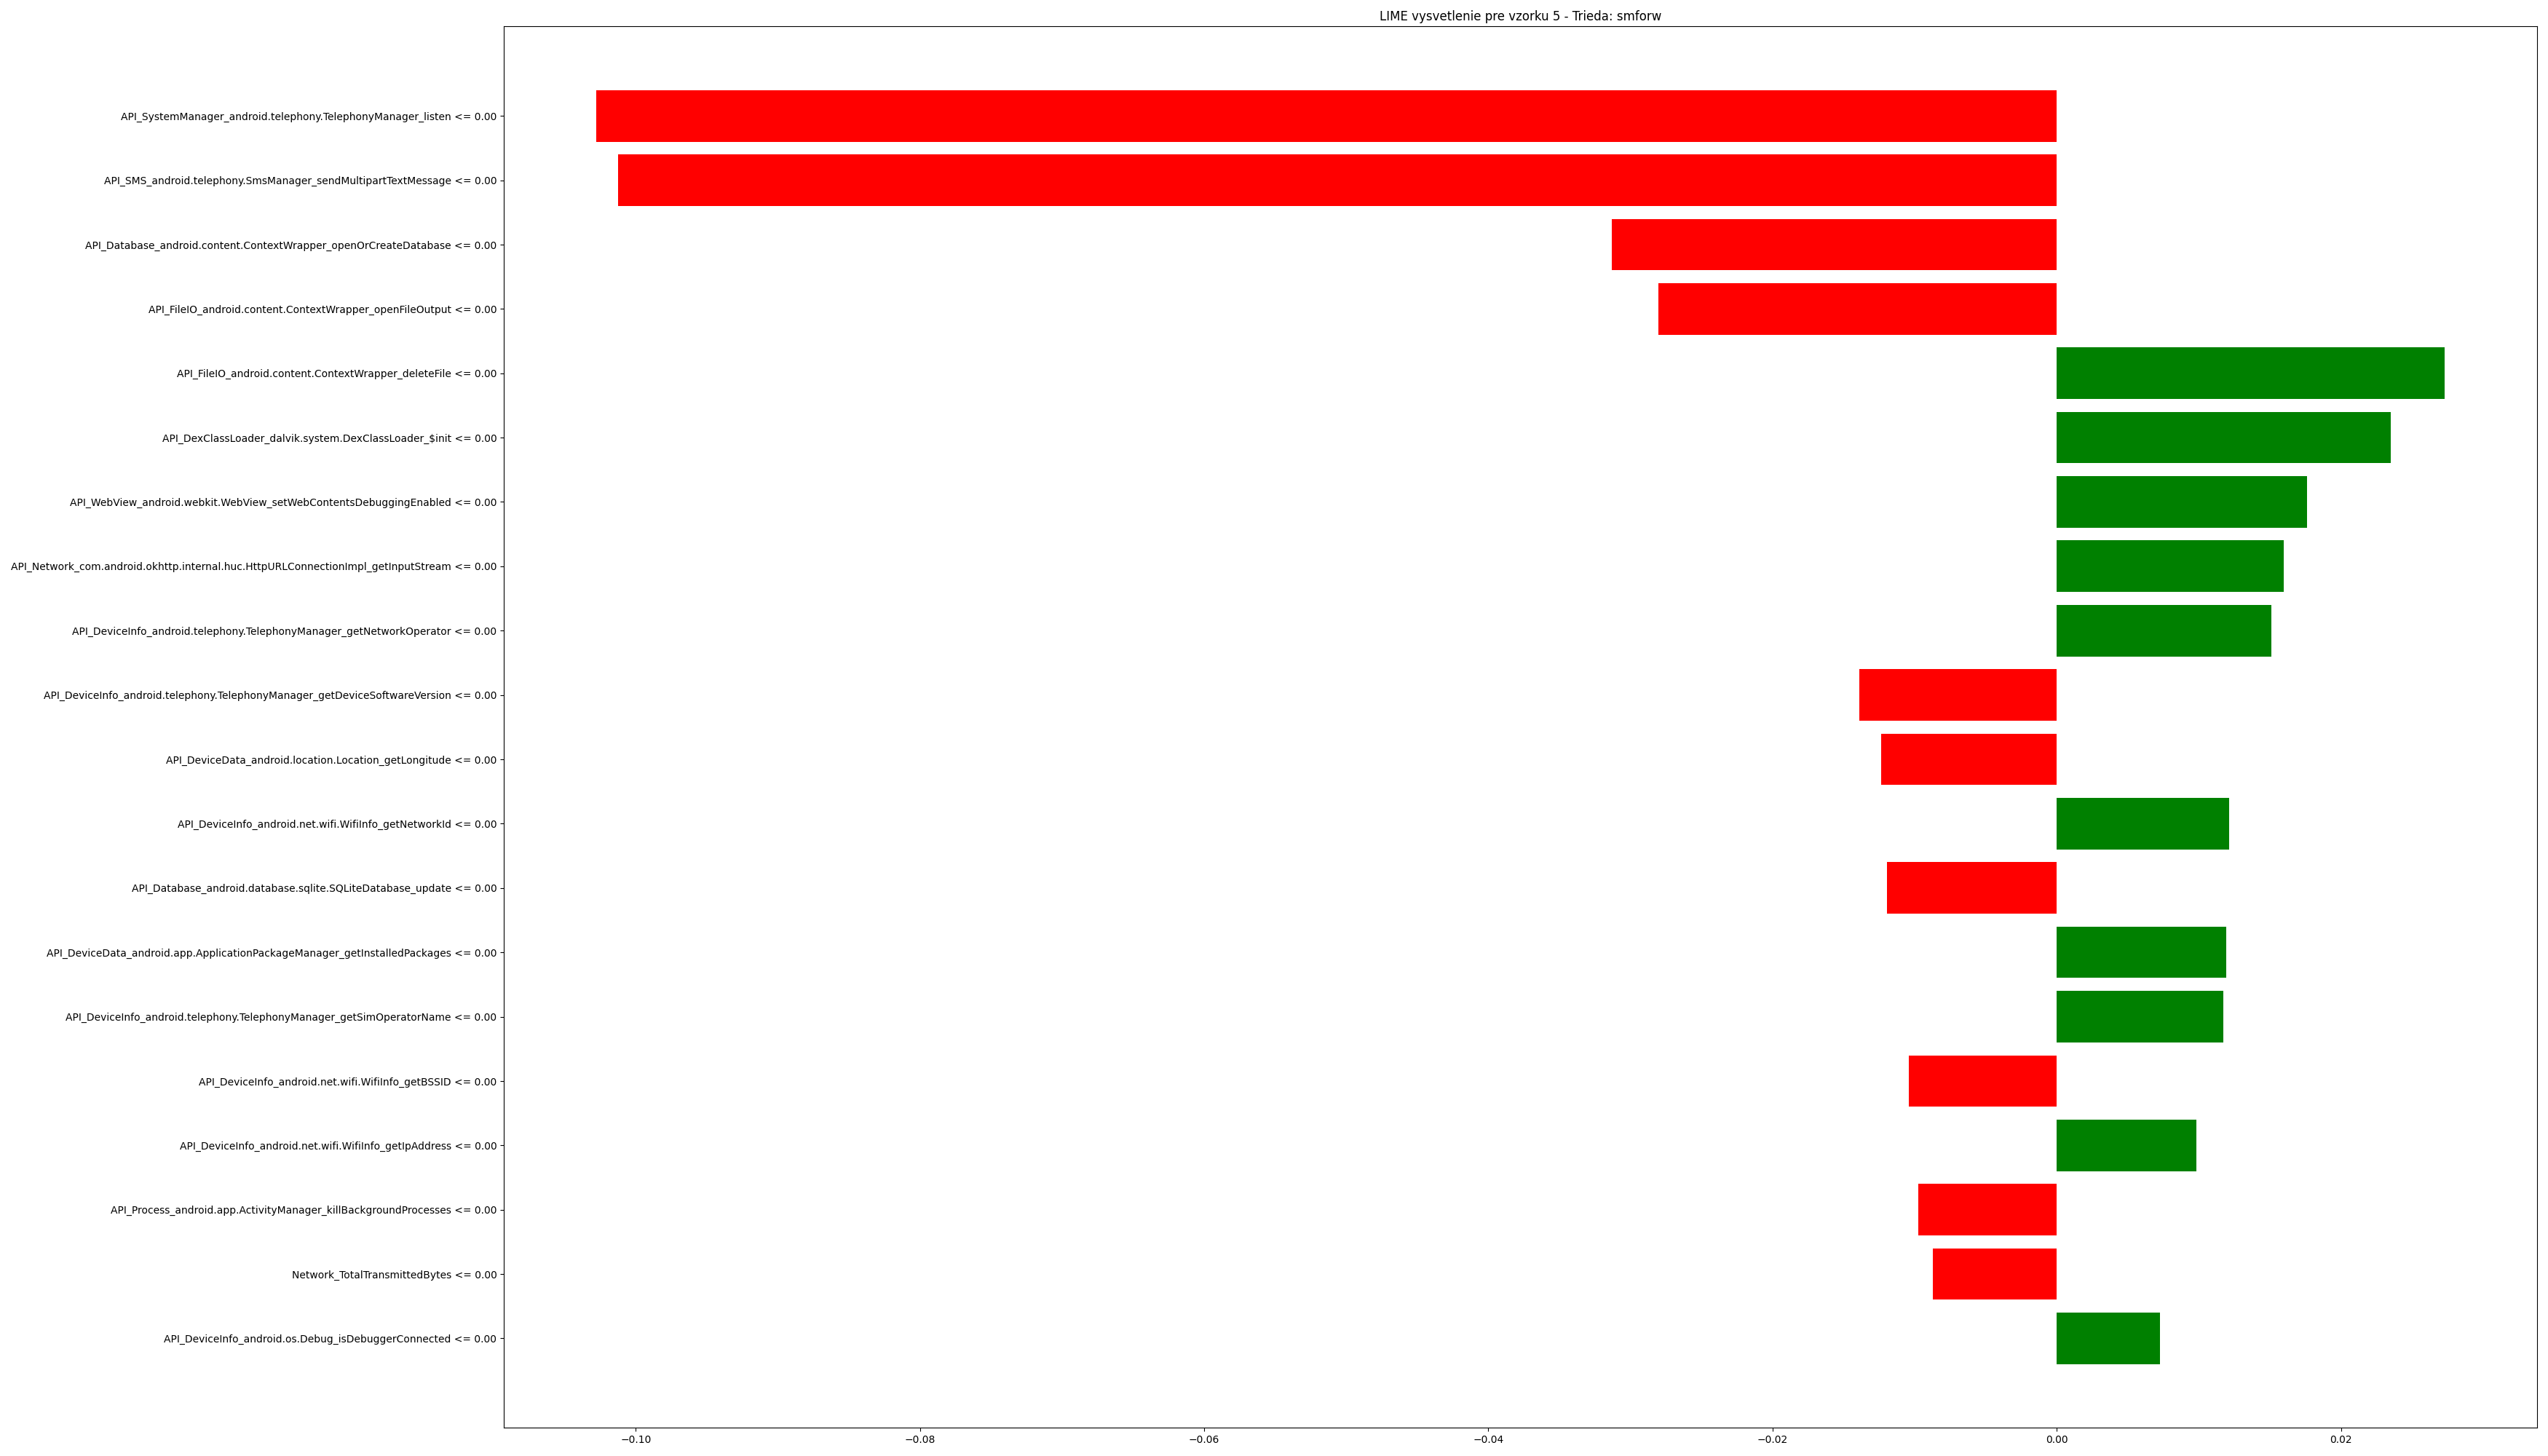 LIME vysvetlenie pre vzorku 5 - Trieda: smforw
API_SystemManager_android.telephony.TelephonyManager_listen <= 0.00
API_SMS_android.telephony.SmsManager_sendMultipartTextMessage <= 0.00
API_Database_android.content.ContextWrapper_openOrCreateDatabase <= 0.00
API_FileIO_android.content.ContextWrapper_openFileOutput <= 0.00
API_FileIO_android.content.ContextWrapper_deleteFile <= 0.00
API_DexClassLoader_dalvik.system.DexClassLoader_$init <= 0.00
API_WebView_android.webkit.WebView_setWebContentsDebuggingEnabled <= 0.00
API_Network_com.android.okhttp.internal.huc.HttpURLConnectionImpl_getInputStream <= 0.00
API_DeviceInfo_android.telephony.TelephonyManager_getNetworkOperator <= 0.00
API_DeviceInfo_android.telephony.TelephonyManager_getDeviceSoftwareVersion <= 0.00
API_DeviceData_android.location.Location_getLongitude <= 0.00
API_DeviceInfo_android.net.wifi.WifiInfo_getNetworkId <= 0.00
API_Database_android.database.sqlite.SQLiteDatabase_update <= 0.00
API_DeviceData_android.app.ApplicationPackageManager_getInstalledPackages <= 0.00
API_DeviceInfo_android.telephony.TelephonyManager_getSimOperatorName <= 0.00
API_DeviceInfo_android.net.wifi.WifiInfo_getBSSID <= 0.00
API_DeviceInfo_android.net.wifi.WifiInfo_getIpAddress <= 0.00
API_Process_android.app.ActivityManager_killBackgroundProcesses <= 0.00
Network_TotalTransmittedBytes <= 0.00
API_DeviceInfo_android.os.Debug_isDebuggerConnected <= 0.00
−0.10 −0.08 −0.06 −0.04 −0.02 0.00 0.02